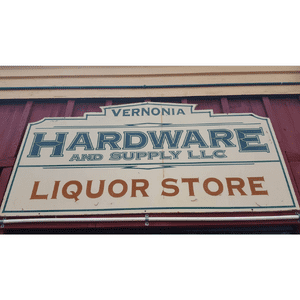 VERNONIA
HARDWARE
AND SUPPLY LLC.
LIQUOR STORE